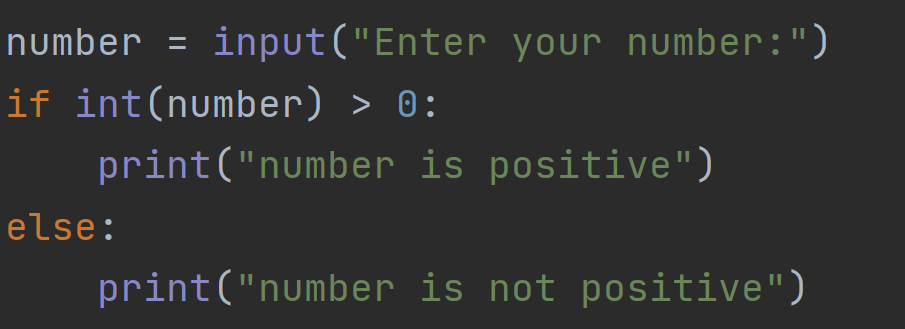 number = input("Enter your number:")
if int(number) > 0:
    print("number is positive")
else:
    print("number is not positive")